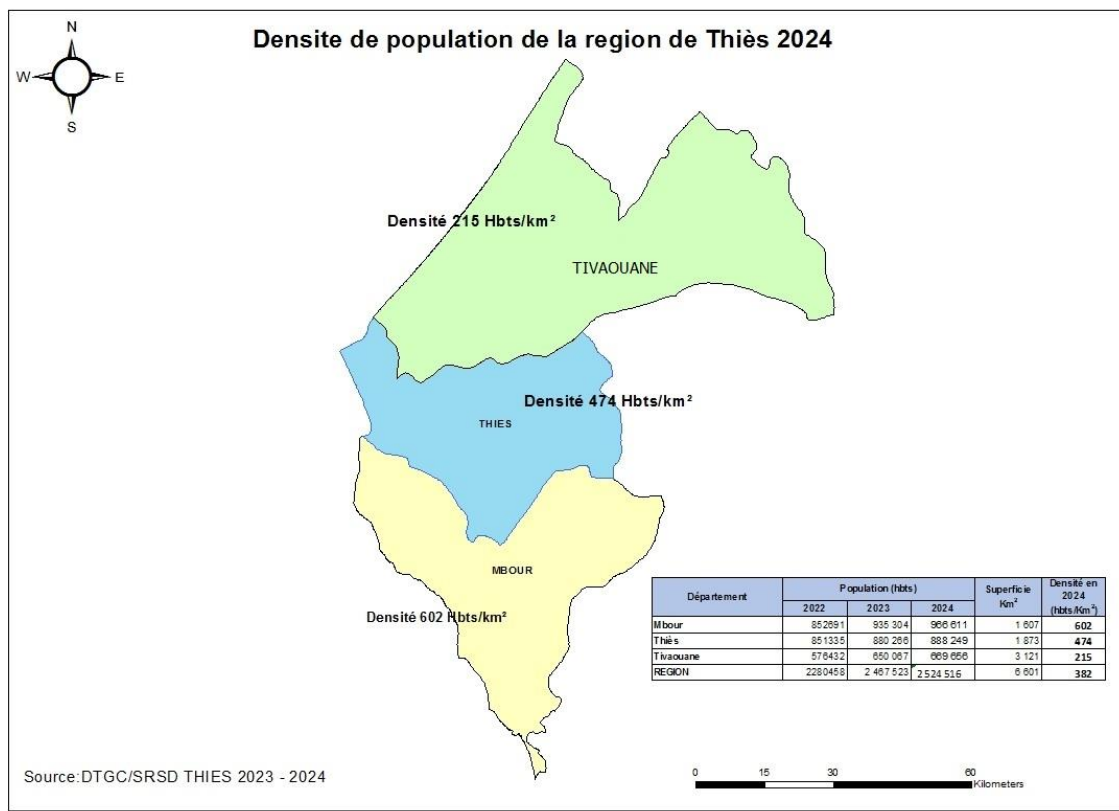 Densite de population de la region de Thiès 2024
N
W E
S
Densité 215 Hbts/km²
TIVAOUANE
Densité 474 Hbts/km²
THIES
MBOUR
Densité 602 Hbts/km²
Département Population (hbts) Superficie Km² Densité en 2024 (hbts/Km²)
2022 2023 2024
Mbour 852691 935 304 966 611 1 607 602
Thiès 851335 880 266 888 249 1 873 474
Tivaouane 576432 650 067 669 656 3 121 215
REGION 2280458 2 467 523 2 524 516 6 601 382
Source:DTGC/SRSD THIES 2023 - 2024
0 15 30 60
Kilometers